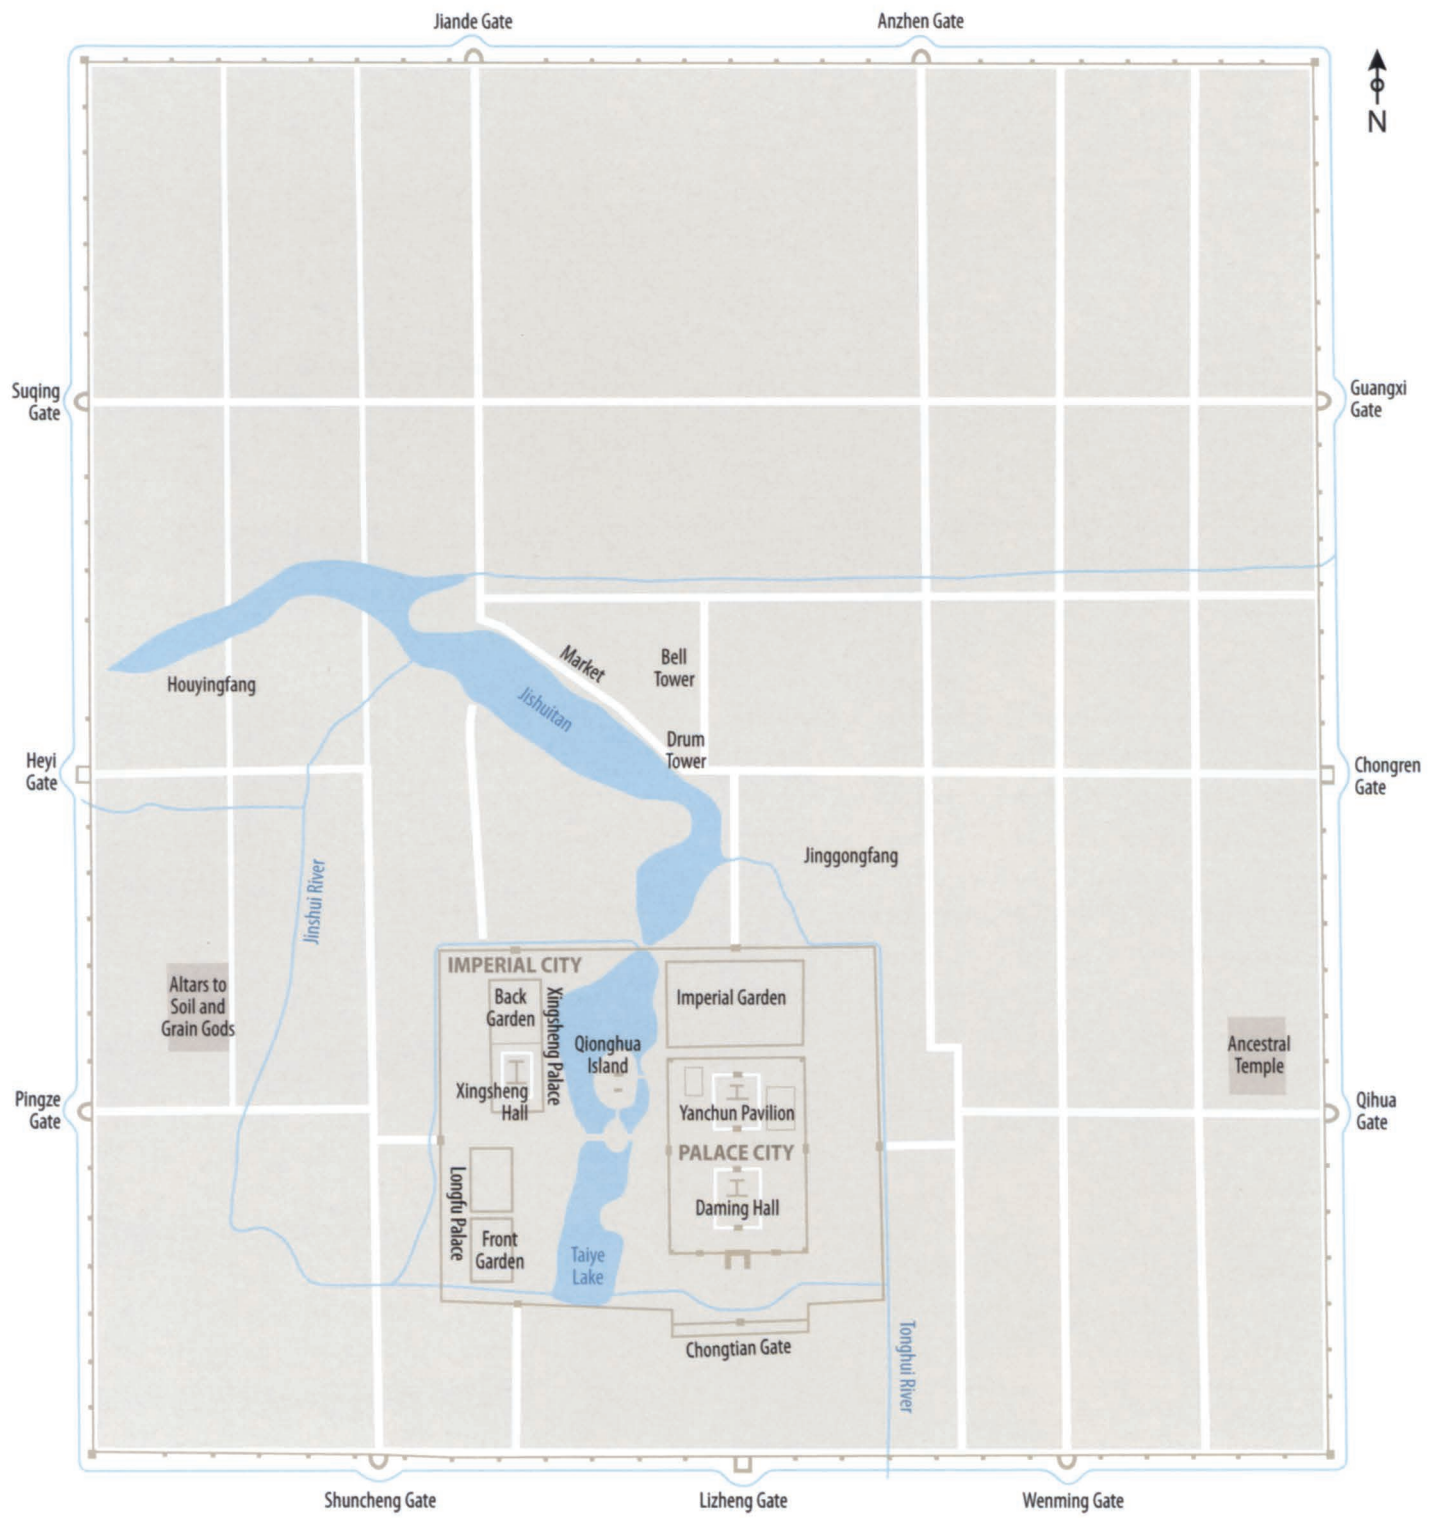 Jiande Gate
Anzhen Gate
N
Suqing
Gate
Guangxi
Gate
Market
Bell
Tower
Houyingfang
Jishuitan
Drum
Tower
Heyi
Gate
Chongren
Gate
Jinggongfang
Jinshui River
IMPERIAL CITY
Altars to
Soil and
Grain Gods
Back
Garden
Xingsheng Palace
Imperial Garden
Qionghua
Island
Ancestral
Temple
Xingsheng
Hall
Pingze
Gate
Yanchun Pavilion
Qihua
Gate
PALACE CITY
Longfu Palace
Daming Hall
Front
Garden
Taiye
Lake
Chongtian Gate
Tonghui River
Shuncheng Gate
Lizheng Gate
Wenming Gate